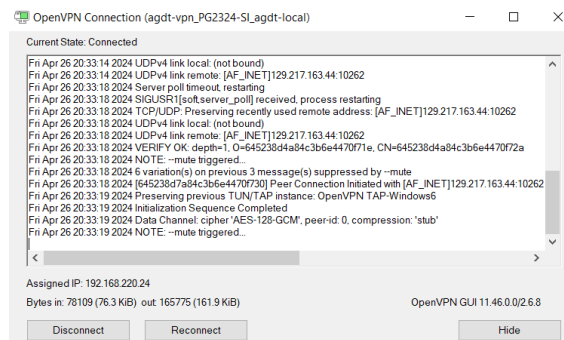 OpenVPN Connection (agdt-vpn_PG2324-SI_agdt-local)
Current State: Connected
Fri Apr 26 20:33:14 2024 UDPv4 link local: (not bound)
Fri Apr 26 20:33:14 2024 UDPv4 link remote: [AF_INET]129.217.163.44:10262
Fri Apr 26 20:33:18 2024 Server poll timeout, restarting
Fri Apr 26 20:33:18 2024 SIGUSR1[soft,server_poll] received, process restarting
Fri Apr 26 20:33:18 2024 TCP/UDP: Preserving recently used remote address: [AF_INET]129.217.163.44:10262
Fri Apr 26 20:33:18 2024 UDPv4 link local: (not bound)
Fri Apr 26 20:33:18 2024 UDPv4 link remote: [AF_INET]129.217.163.44:10262
Fri Apr 26 20:33:18 2024 VERIFY OK: depth=1, O=645238d4a84c3b6e4470f71e, CN=645238d4a84c3b6e4470f72a
Fri Apr 26 20:33:18 2024 NOTE: --mute triggered...
Fri Apr 26 20:33:18 2024 6 variation(s) on previous 3 message(s) suppressed by --mute
Fri Apr 26 20:33:18 2024 [645238d7a84c3b6e4470f730] Peer Connection Initiated with [AF_INET]129.217.163.44:10262
Fri Apr 26 20:33:19 2024 Preserving previous TUN/TAP instance: OpenVPN TAP-Windows6
Fri Apr 26 20:33:19 2024 Initialization Sequence Completed
Fri Apr 26 20:33:19 2024 Data Channel: cipher 'AES-128-GCM', peer-id: 0, compression: 'stub'
Fri Apr 26 20:33:19 2024 NOTE: --mute triggered...
Assigned IP: 192.168.220.24
Bytes in: 78109 (76.3 KiB) out: 165775 (161.9 KiB)
OpenVPN GUI 11.46.0.0/2.6.8
Disconnect
Reconnect
Hide